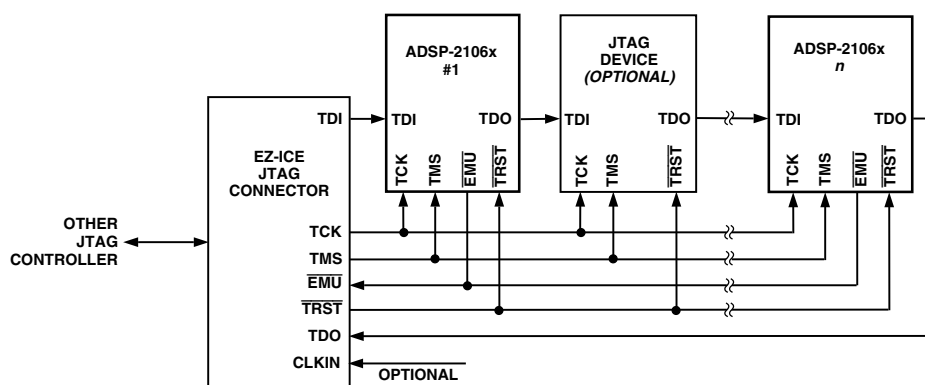 ADSP-2106x
#1
TDI
TDO
TCK
TMS
EMU
TRST
JTAG
DEVICE
(OPTIONAL)
TDI
TDO
TCK
TMS
TRST
ADSP-2106x
n
TDI
TDO
TCK
TMS
EMU
TRST
TDI
EZ-ICE
JTAG
CONNECTOR
OTHER
JTAG
CONTROLLER
TCK
TMS
EMU
TRST
TDO
CLKIN
OPTIONAL